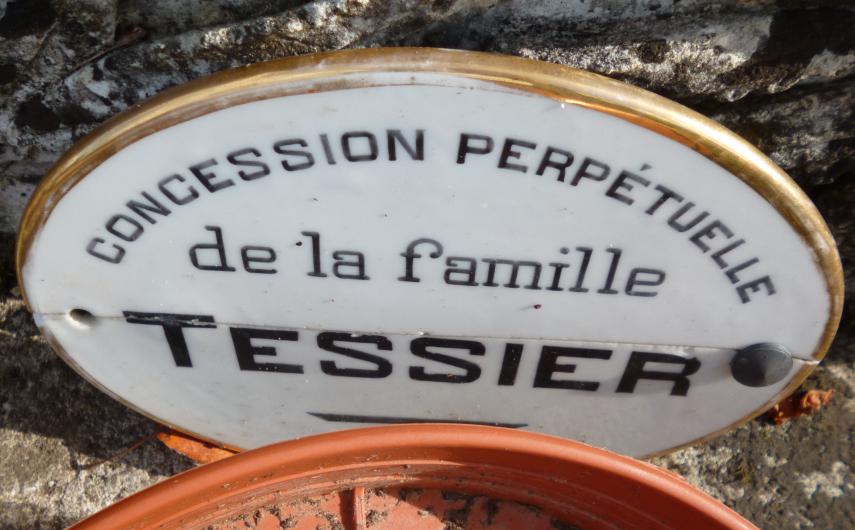 CONCESSION PERPÉTUELLE
de la famille
TESSIER